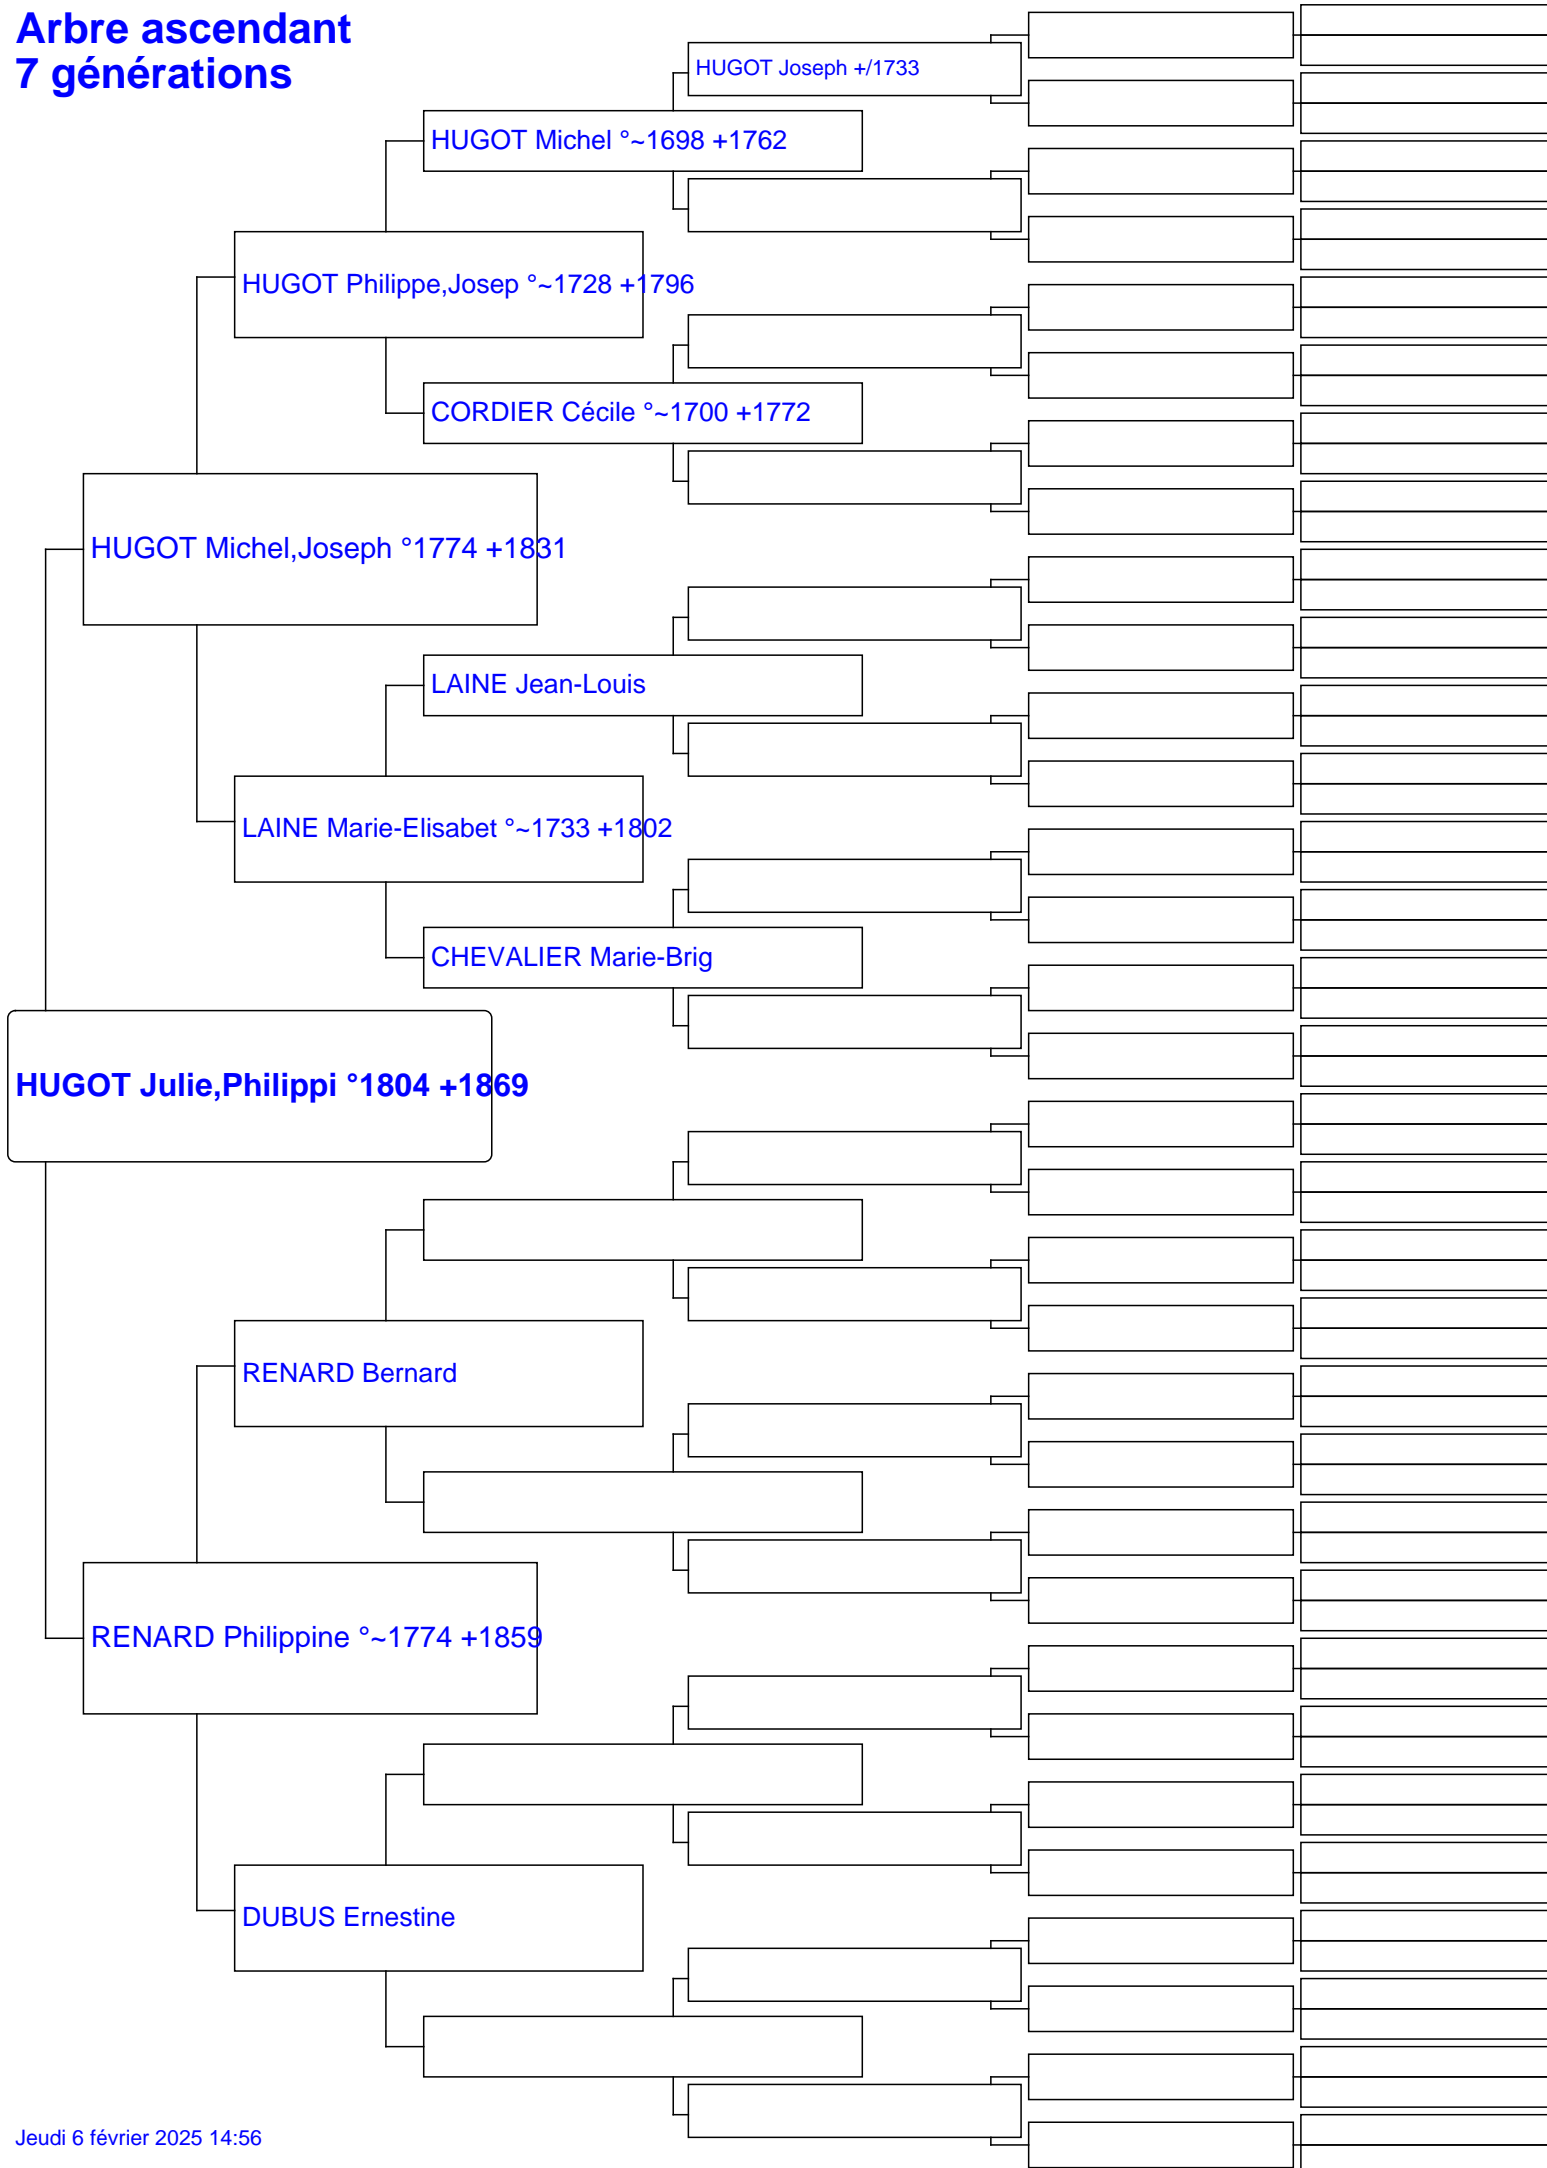 Arbre ascendant
7 générations
HUGOT Joseph +/1733
HUGOT Michel °~1698 +1762
HUGOT Philippe,Josep °~1728 +1796
CORDIER Cécile °~1700 +1772
HUGOT Michel,Joseph °1774 +1831
LAINE Jean-Louis
LAINE Marie-Elisabet °~1733 +1802
CHEVALIER Marie-Brig
HUGOT Julie,Philippi °1804 +1869
RENARD Bernard
RENARD Philippine °~1774 +1859
DUBUS Ernestine
Jeudi 6 février 2025 14:56